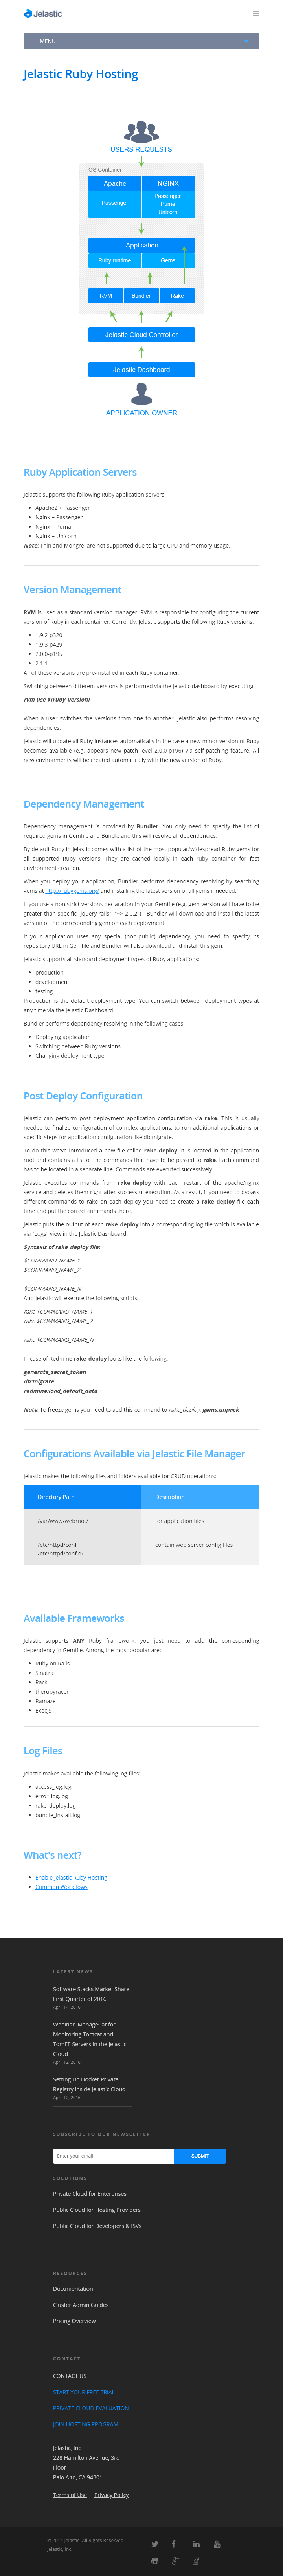 Jelastic
MENU
Jelastic Ruby Hosting
USERS REQUESTS
OS Container
Apache
NGINX
Passenger
Passenger
Puma
Unicorn
Application
Ruby runtime
Gems
RVM
Bundler
Rake
Jelastic Cloud Controller
Jelastic Dashboard
APPLICATION OWNER
Ruby Application Servers
Jelastic supports the following Ruby application servers
Apache2 + Passenger
Nginx + Passenger
Nginx + Puma
Nginx + Unicorn
Note: Thin and Mongrel are not supported due to large CPU and memory usage.
Version Management
RVM is used as a standard version manager. RVM is responsible for configuring the current
version of Ruby in each container. Currently, Jelastic supports the following Ruby versions:
1.9.2-p320
1.9.3-p429
2.0.0-p195
2.1.1
All of these versions are pre-installed in each Ruby container.
Switching between different versions is performed via the Jelastic dashboard by executing
rvm use $(ruby_version)
When a user switches the versions from one to another, Jelastic also performs resolving
dependencies.
Jelastic will update all Ruby instances automatically in the case a new minor version of Ruby
becomes available (e.g. appears new patch level 2.0.0-p196) via self-patching feature. All
new environments will be created automatically with the new version of Ruby.
Dependency Management
Dependency management is provided by Bundler. You only need to specify the list of
required gems in Gemfile and Bundle and this will resolve all dependencies.
By default Ruby in Jelastic comes with a list of the most popular/widespread Ruby gems for
all supported Ruby versions. They are cached locally in each ruby container for fast
environment creation.
When you deploy your application, Bundler performs dependency resolving by searching
gems at http://rubygems.org/ and installing the latest version of all gems if needed.
If you use a non strict versions declaration in your Gemfile (e.g. gem version will have to be
greater than specific "jquery-rails", "~> 2.0.2") - Bundler will download and install the latest
version of the corresponding gem on each deployment.
If your application uses any special (non-public) dependency, you need to specify its
repository URL in Gemfile and Bundler will also download and install this gem.
Jelastic supports all standard deployment types of Ruby applications:
production
development
testing
Production is the default deployment type. You can switch between deployment types at
any time via the Jelastic Dashboard.
Bundler performs dependency resolving in the following cases:
Deploying application
Switching between Ruby versions
Changing deployment type
Post Deploy Configuration
Jelastic can perform post deployment application configuration via rake. This is usually
needed to finalize configuration of complex applications, to run additional applications or
specific steps for application configuration like db:migrate.
To do this we've introduced a new file called rake_deploy. It is located in the application
root and contains a list of commands that is to be passed to rake. Each command
has to be located in a separate line. Commands are executed successively.
Jelastic executes commands from rake_deploy with each restart of the apache/nginx
service and deletes them right after successful execution. As a result, if you need to bypass
different commands to rake on each deploy you need to create a rake_deploy file each
time and put the correct commands there.
Jelastic puts the output of each rake_deploy into a corresponding log file which is available
via "Logs" view in the Jelastic Dashboard.
Syntaxis of rake_deploy file:
$COMMAND_NAME_1
$COMMAND_NAME_2
...
$COMMAND_NAME_N
And Jelastic will execute the following scripts:
rake $COMMAND_NAME_1
rake $COMMAND_NAME_2
...
rake $COMMAND_NAME_N
In case of Redmine rake_deploy looks like the following:
generate_secret_token
db:migrate
redmine:load_default_data
Note: To freeze gems you need to add this command to rake_deploy: gems:unpack
Configurations Available via Jelastic File Manager
Jelastic makes the following files and folders available for CRUD operations:
Directory Path
Description
/var/www/webroot/
for application files
/etc/httpd/conf
/etc/httpd/conf.d/
contain web server config files
Available Frameworks
Jelastic supports ANY Ruby framework: you just need to add the corresponding
dependency in Gemfile. Among the most popular are:
Ruby on Rails
Sinatra
Rack
therubyracer
Ramaze
ExecJS
Log Files
Jelastic makes available the following log files:
access_log.log
error_log.log
rake_deploy.log
bundle_install.log
What's next?
Enable Jelastic Ruby Hosting
Common Workflows
LATEST NEWS
Software Stacks Market Share:
First Quarter of 2016
April 14, 2016
Webinar: ManageCat for
Monitoring Tomcat and
TomEE Servers in the Jelastic
Cloud
April 12, 2016
Setting Up Docker Private
Registry inside Jelastic Cloud
April 12, 2016
SUBSCRIBE TO OUR NEWSLETTER
Enter your email
SUBMIT
SOLUTIONS
Private Cloud for Enterprises
Public Cloud for Hosting Providers
Public Cloud for Developers & ISVs
RESOURCES
Documentation
Cluster Admin Guides
Pricing Overview
CONTACT
CONTACT US
START YOUR FREE TRIAL
PRIVATE CLOUD EVALUATION
JOIN HOSTING PROGRAM
Jelastic, Inc.
228 Hamilton Avenue, 3rd
Floor
Palo Alto, CA 94301
Terms of Use Privacy Policy
© 2014 Jelastic. All Rights Reserved.
Jelastic, Inc.